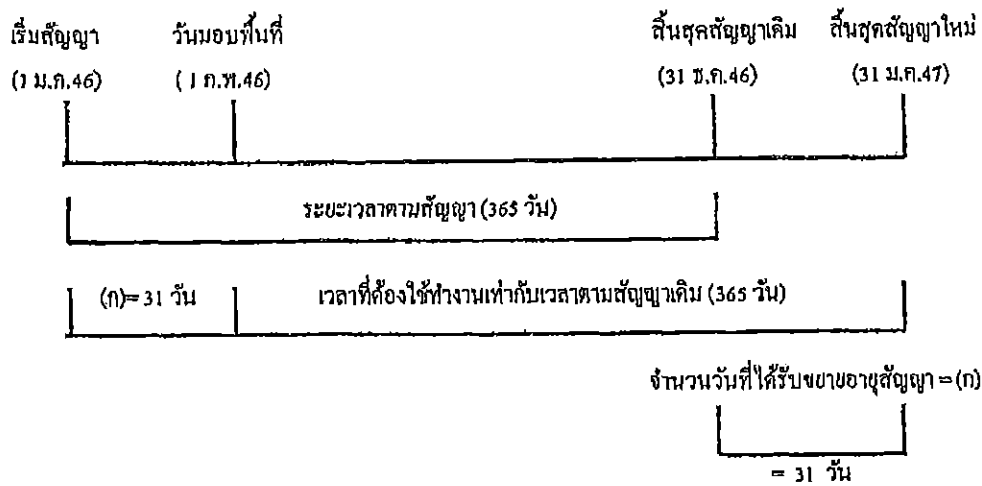 เริ่มสัญญา วันมอบพื้นที่ สิ้นสุดสัญญาเดิม สิ้นสุดสัญญาใหม่
(1 ม.ค.46) (1 ก.พ.46) (31 ธ.ค.46) (31 ม.ค.47)
ระยะเวลาตามสัญญา (365 วัน)
(ก)= 31 วัน เวลาที่ต้องใช้ทำงานเท่ากับเวลาตามสัญญาเดิม (365 วัน)
จำนวนวันที่ได้รับขยายอายุสัญญา = (ก)
= 31 วัน